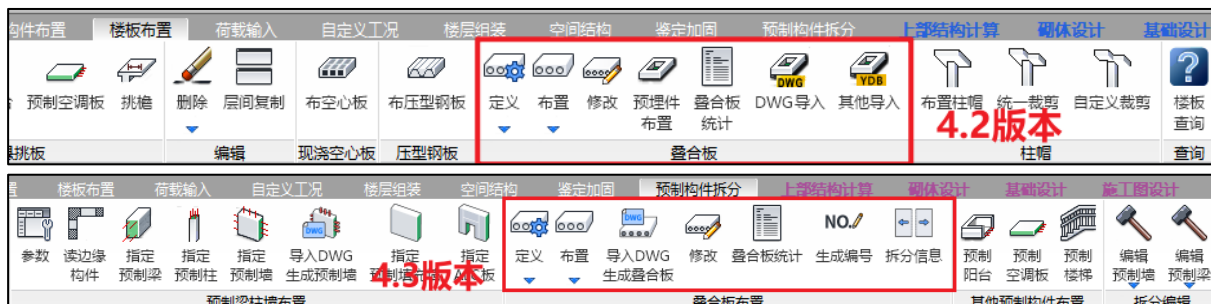 构件布置 楼板布置 荷载输入 自定义工况 楼层组装 空间结构 鉴定加固 预制构件拆分 上部结构计算 砌体设计 基础设计
预制空调板 挑檐 删除 层间复制 布空心板 布压型钢板 定义 布置 修改 预埋件布置 叠合板统计 DWG导入 其他导入 布置柱帽 统一裁剪 自定义裁剪 楼板查询
DWG YDB
4.2版本
挑板 编辑 现浇空心板 压型钢板 叠合板 柱帽 查询
置 楼板布置 荷载输入 自定义工况 楼层组装 空间结构 鉴定加固 预制构件拆分 上部结构计算 砌体设计 基础设计 施工图设计
DWG DWG NO.
参数 读边缘构件 指定预制梁 指定预制柱 指定预制墙 导入DWG生成预制墙 指定 指定 定义 布置 导入DWG生成叠合板 修改 叠合板统计 生成编号 拆分信息 预制阳台 预制空调板 预制楼梯 编辑预制墙 编辑预制梁
4.3版本
预制梁柱墙布置 叠合板布置 其他预制构件布置 拆分编辑